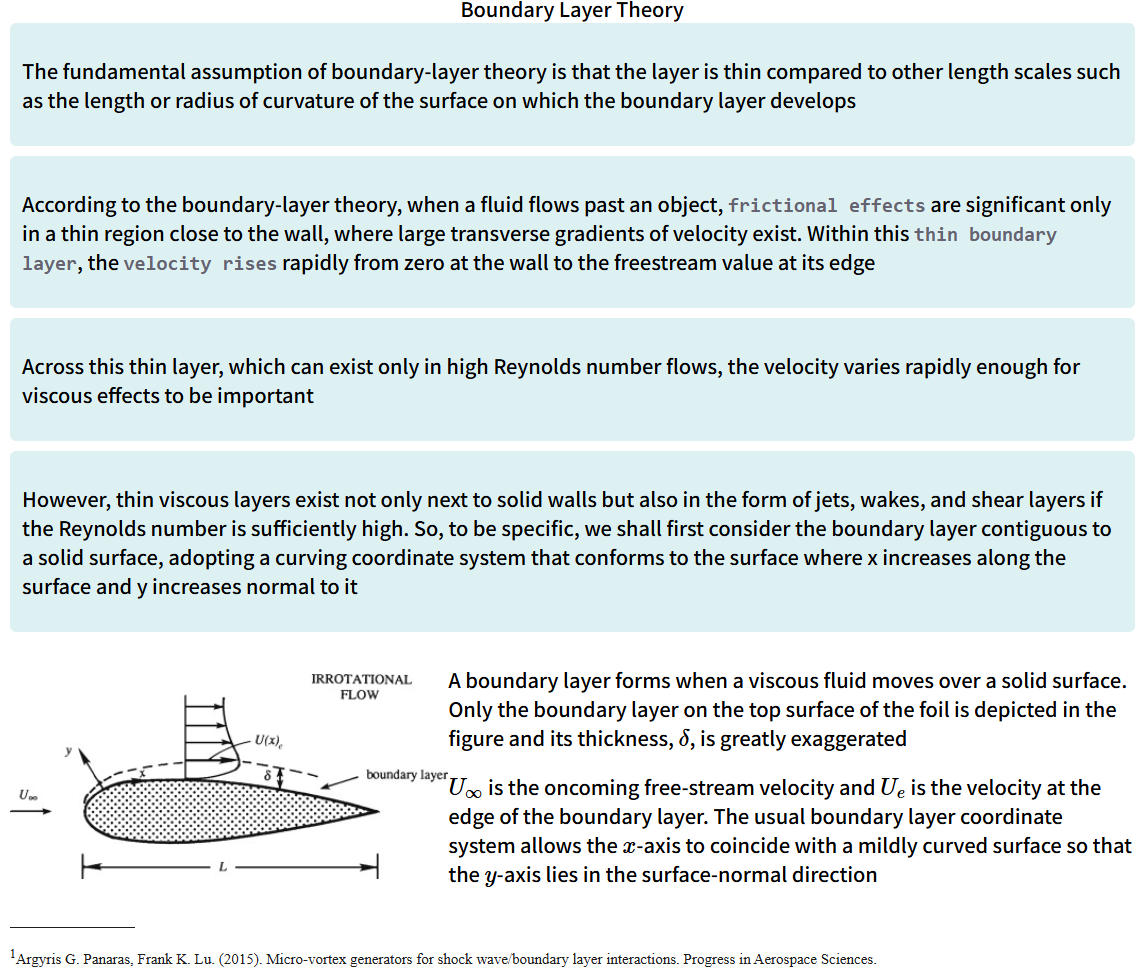 Boundary Layer Theory
The fundamental assumption of boundary-layer theory is that the layer is thin compared to other length scales such
as the length or radius of curvature of the surface on which the boundary layer develops
According to the boundary-layer theory, when a fluid flows past an object, frictional effects are significant only
in a thin region close to the wall, where large transverse gradients of velocity exist. Within this thin boundary
layer, the velocity rises rapidly from zero at the wall to the freestream value at its edge
Across this thin layer, which can exist only in high Reynolds number flows, the velocity varies rapidly enough for
viscous effects to be important
However, thin viscous layers exist not only next to solid walls but also in the form of jets, wakes, and shear layers if
the Reynolds number is sufficiently high. So, to be specific, we shall first consider the boundary layer contiguous to
a solid surface, adopting a curving coordinate system that conforms to the surface where x increases along the
surface and y increases normal to it
IRROTATIONAL
FLOW
y
x
U(x)e
δ
boundary layer
U∞
L
A boundary layer forms when a viscous fluid moves over a solid surface.
Only the boundary layer on the top surface of the foil is depicted in the
figure and its thickness, δ, is greatly exaggerated
U∞ is the oncoming free-stream velocity and Ue is the velocity at the
edge of the boundary layer. The usual boundary layer coordinate
system allows the x-axis to coincide with a mildly curved surface so that
the y-axis lies in the surface-normal direction
1Argyris G. Panaras, Frank K. Lu. (2015). Micro-vortex generators for shock wave/boundary layer interactions. Progress in Aerospace Sciences.